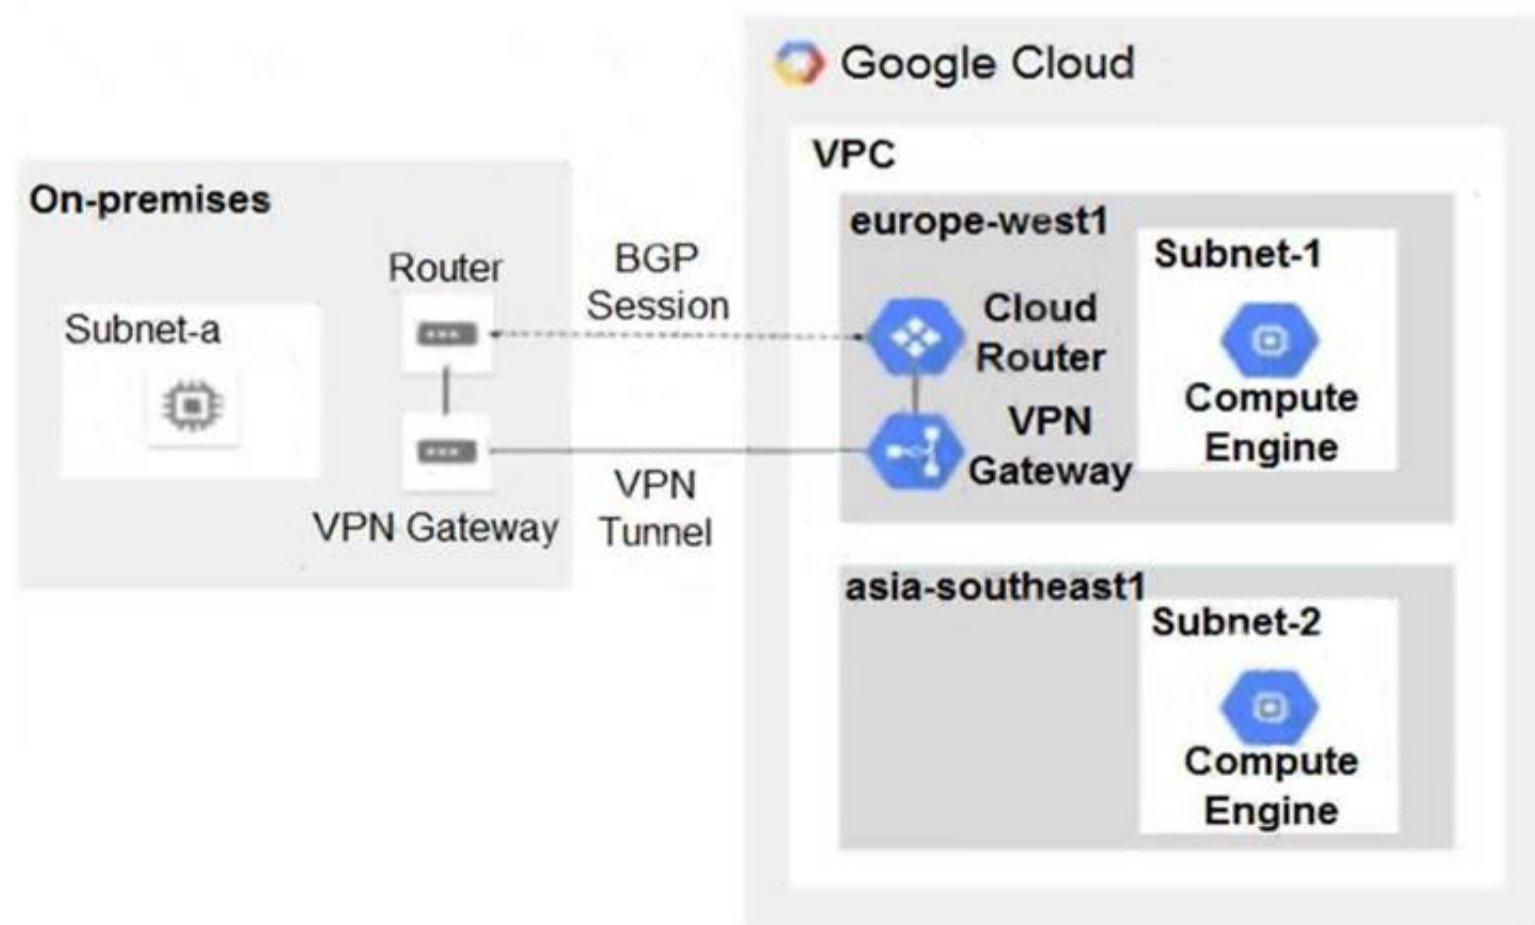 Google Cloud
VPC
On-premises
Router
Subnet-a
VPN Gateway
BGP
Session
VPN
Tunnel
europe-west1
Cloud
Router
VPN
Gateway
Subnet-1
Compute
Engine
asia-southeast1
Subnet-2
Compute
Engine